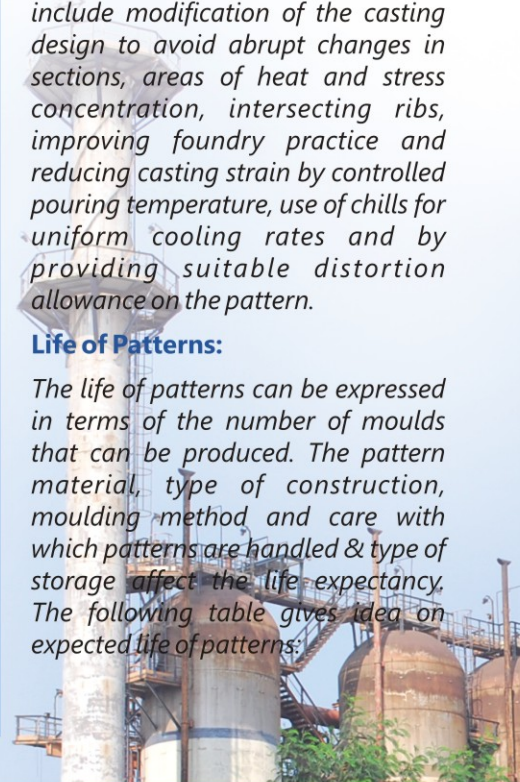 include modification of the casting
design to avoid abrupt changes in
sections, areas of heat and stress
concentration, intersecting ribs,
improving foundry practice and
reducing casting strain by controlled
pouring temperature, use of chills for
uniform cooling rates and by
providing suitable distortion
allowance on the pattern.
Life of Patterns:
The life of patterns can be expressed
in terms of the number of moulds
that can be produced. The pattern
material, type of construction,
moulding method and care with
which patterns are handled & type of
storage affect the life expectancy.
The following table gives idea on
expected life of patterns: